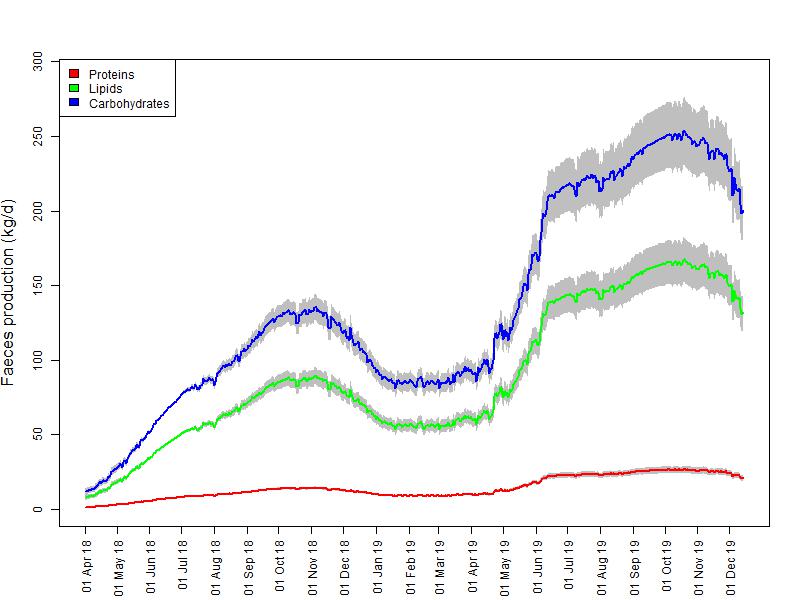 Proteins
Lipids
Carbohydrates
Faeces production (kg/d)
300
250
200
150
100
50
0
01 Apr 18
01 May 18
01 Jun 18
01 Jul 18
01 Aug 18
01 Sep 18
01 Oct 18
01 Nov 18
01 Dec 18
01 Jan 19
01 Feb 19
01 Mar 19
01 Apr 19
01 May 19
01 Jun 19
01 Jul 19
01 Aug 19
01 Sep 19
01 Oct 19
01 Nov 19
01 Dec 19